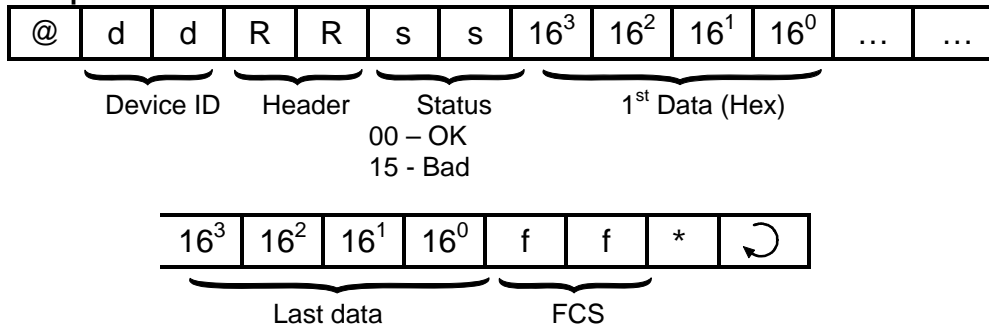 @ d d R R s s 16³ 16² 16¹ 16⁰ … …
Device ID Header Status 1st Data (Hex)
00 – OK
15 - Bad
16³ 16² 16¹ 16⁰ f f *
Last data FCS